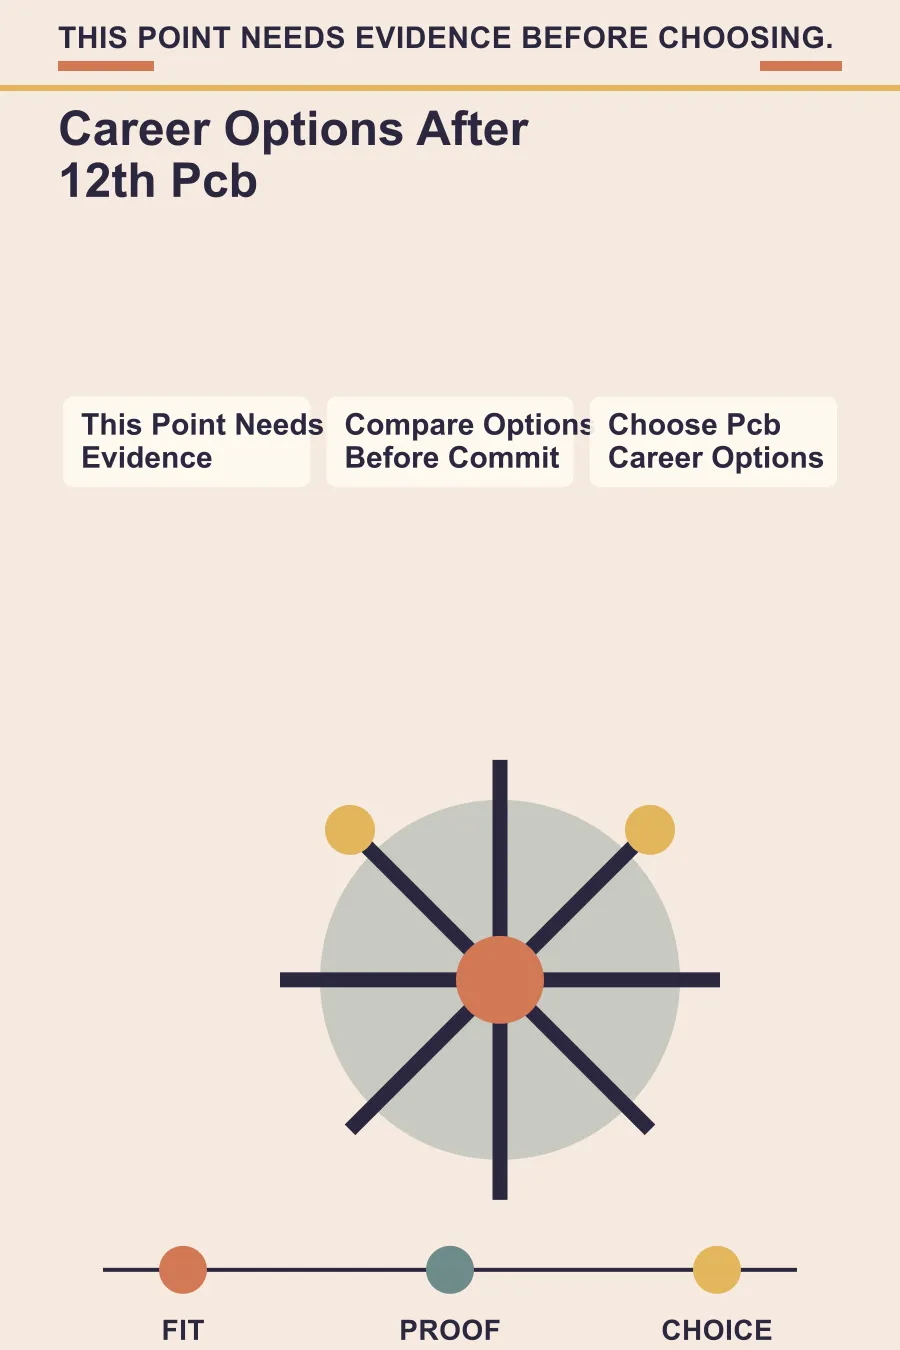 THIS POINT NEEDS EVIDENCE BEFORE CHOOSING.
Career Options After
12th Pcb
This Point Needs
Evidence
Compare Options
Before Commit
Choose Pcb
Career Options
FIT
PROOF
CHOICE